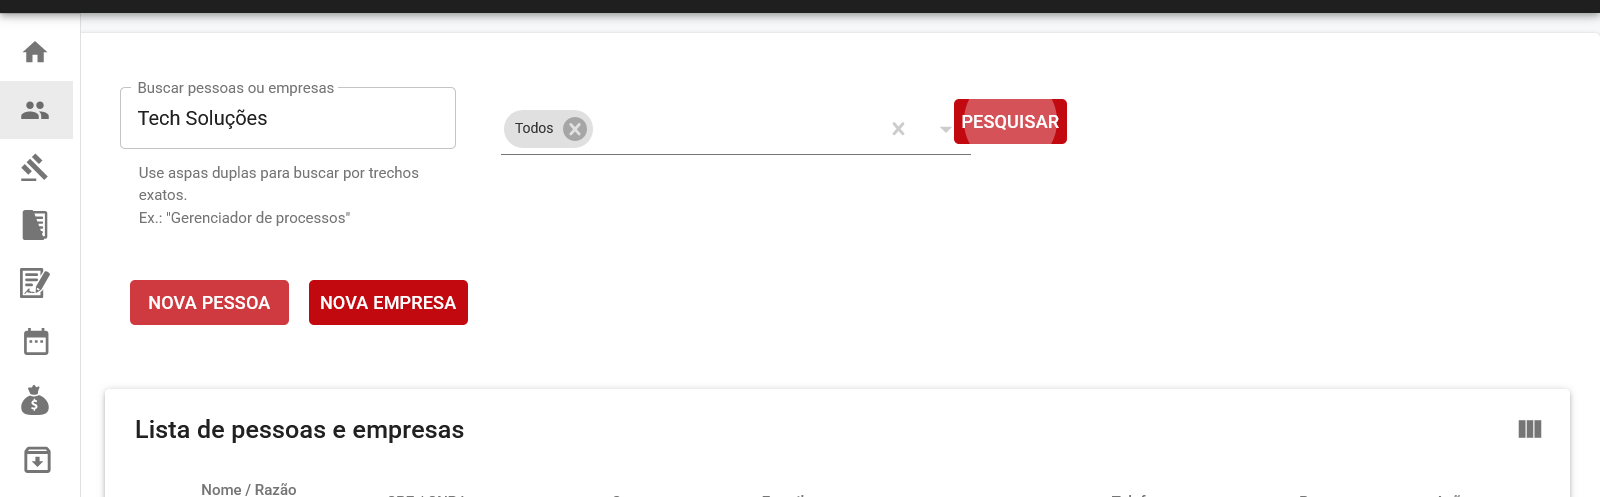 Buscar pessoas ou empresas
Tech Soluções
Todos
PESQUISAR
Use aspas duplas para buscar por trechos
exatos.
Ex.: "Gerenciador de processos"
NOVA PESSOA
NOVA EMPRESA
Lista de pessoas e empresas
Nome / Razão